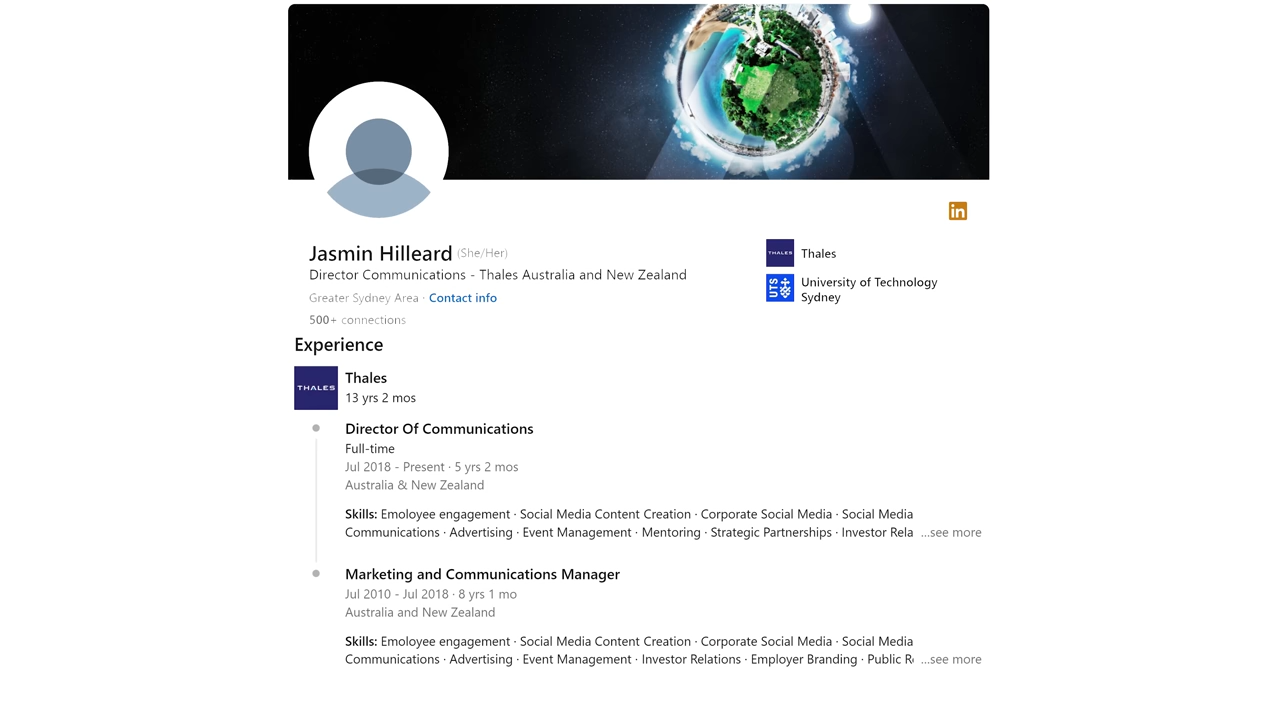 in
Jasmin Hilleard (She/Her)
Director Communications - Thales Australia and New Zealand
Greater Sydney Area · Contact info
500+ connections
THALES
Thales
UTS
University of Technology
Sydney
Experience
THALES
Thales
13 yrs 2 mos
Director Of Communications
Full-time
Jul 2018 - Present · 5 yrs 2 mos
Australia & New Zealand
Skills: Emoloyee engagement · Social Media Content Creation · Corporate Social Media · Social Media
Communications · Advertising · Event Management · Mentoring · Strategic Partnerships · Investor Rela ...see more
Marketing and Communications Manager
Jul 2010 - Jul 2018 · 8 yrs 1 mo
Australia and New Zealand
Skills: Emoloyee engagement · Social Media Content Creation · Corporate Social Media · Social Media
Communications · Advertising · Event Management · Investor Relations · Employer Branding · Public R ...see more